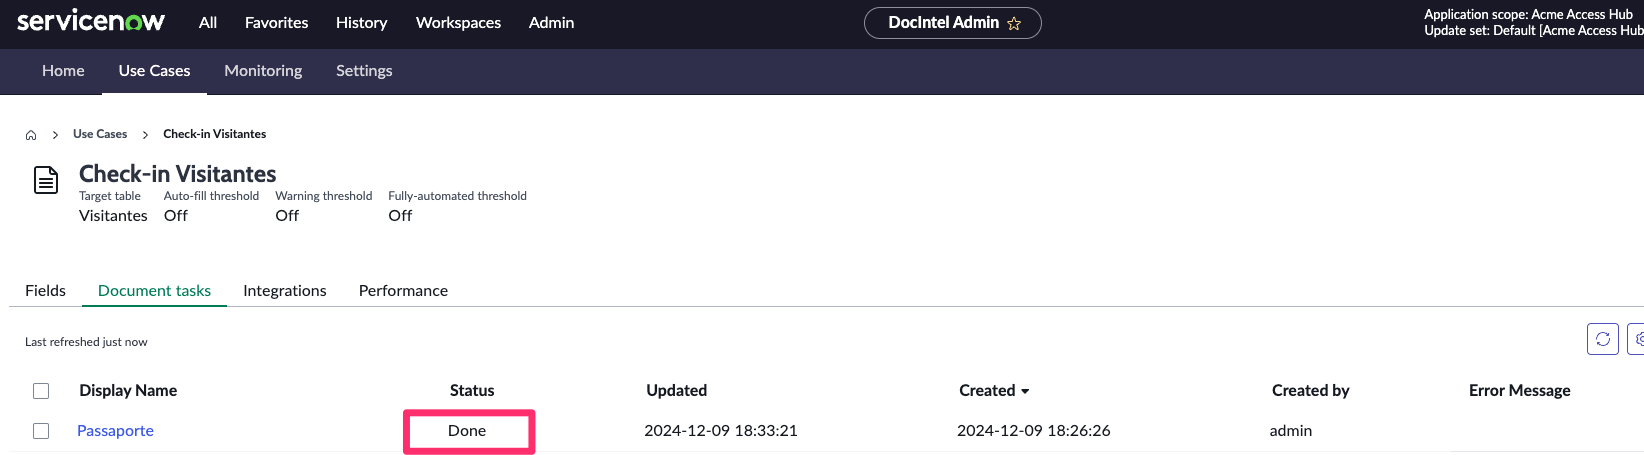 servicenow All Favorites History Workspaces Admin DocIntel Admin Application scope: Acme Access Hub
Update set: Default [Acme Access Hub
Home Use Cases Monitoring Settings
Use Cases Check-in Visitantes
Check-in Visitantes
Target table Auto-fill threshold Warning threshold Fully-automated threshold
Visitantes Off Off Off
Fields Document tasks Integrations Performance
Last refreshed just now
Display Name Status Updated Created Created by Error Message
Passaporte Done 2024-12-09 18:33:21 2024-12-09 18:26:26 admin